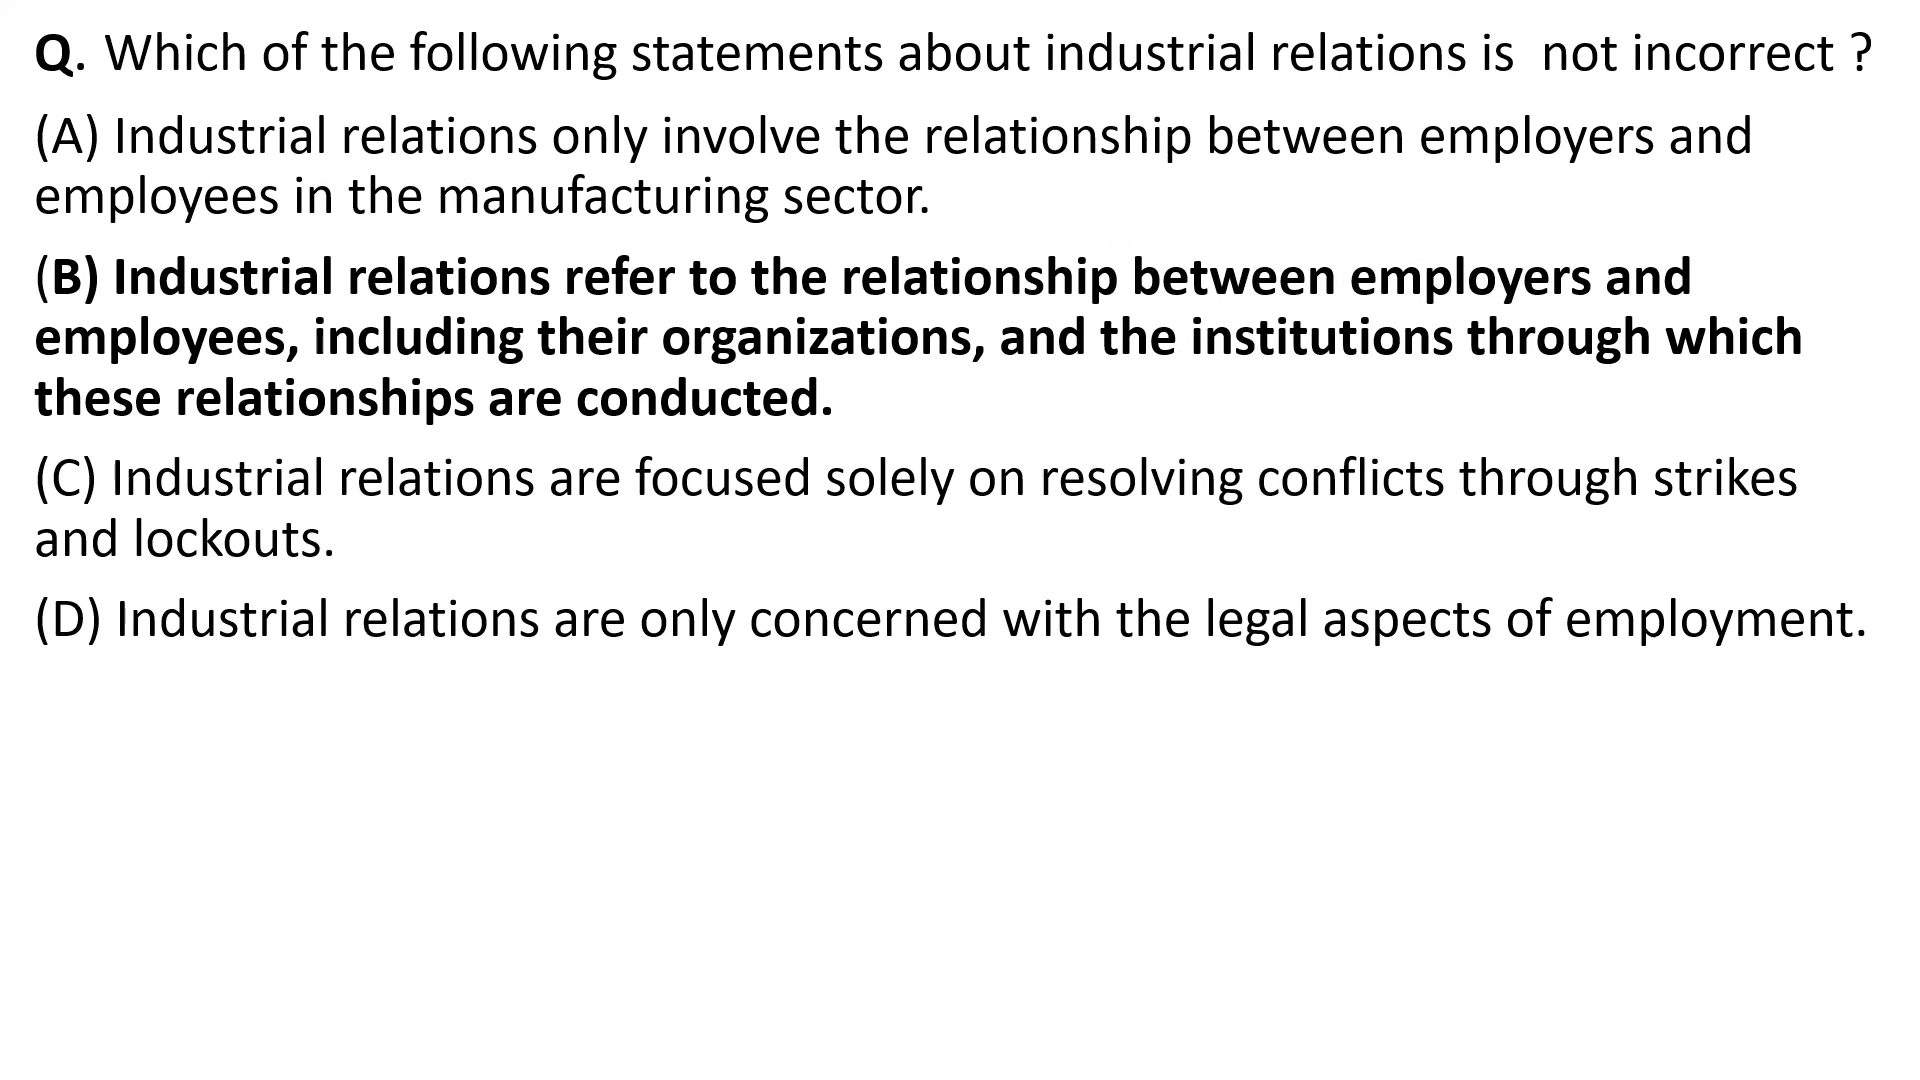 Q. Which of the following statements about industrial relations is  not incorrect ?
(A) Industrial relations only involve the relationship between employers and
employees in the manufacturing sector.
(B) Industrial relations refer to the relationship between employers and
employees, including their organizations, and the institutions through which
these relationships are conducted.
(C) Industrial relations are focused solely on resolving conflicts through strikes
and lockouts.
(D) Industrial relations are only concerned with the legal aspects of employment.